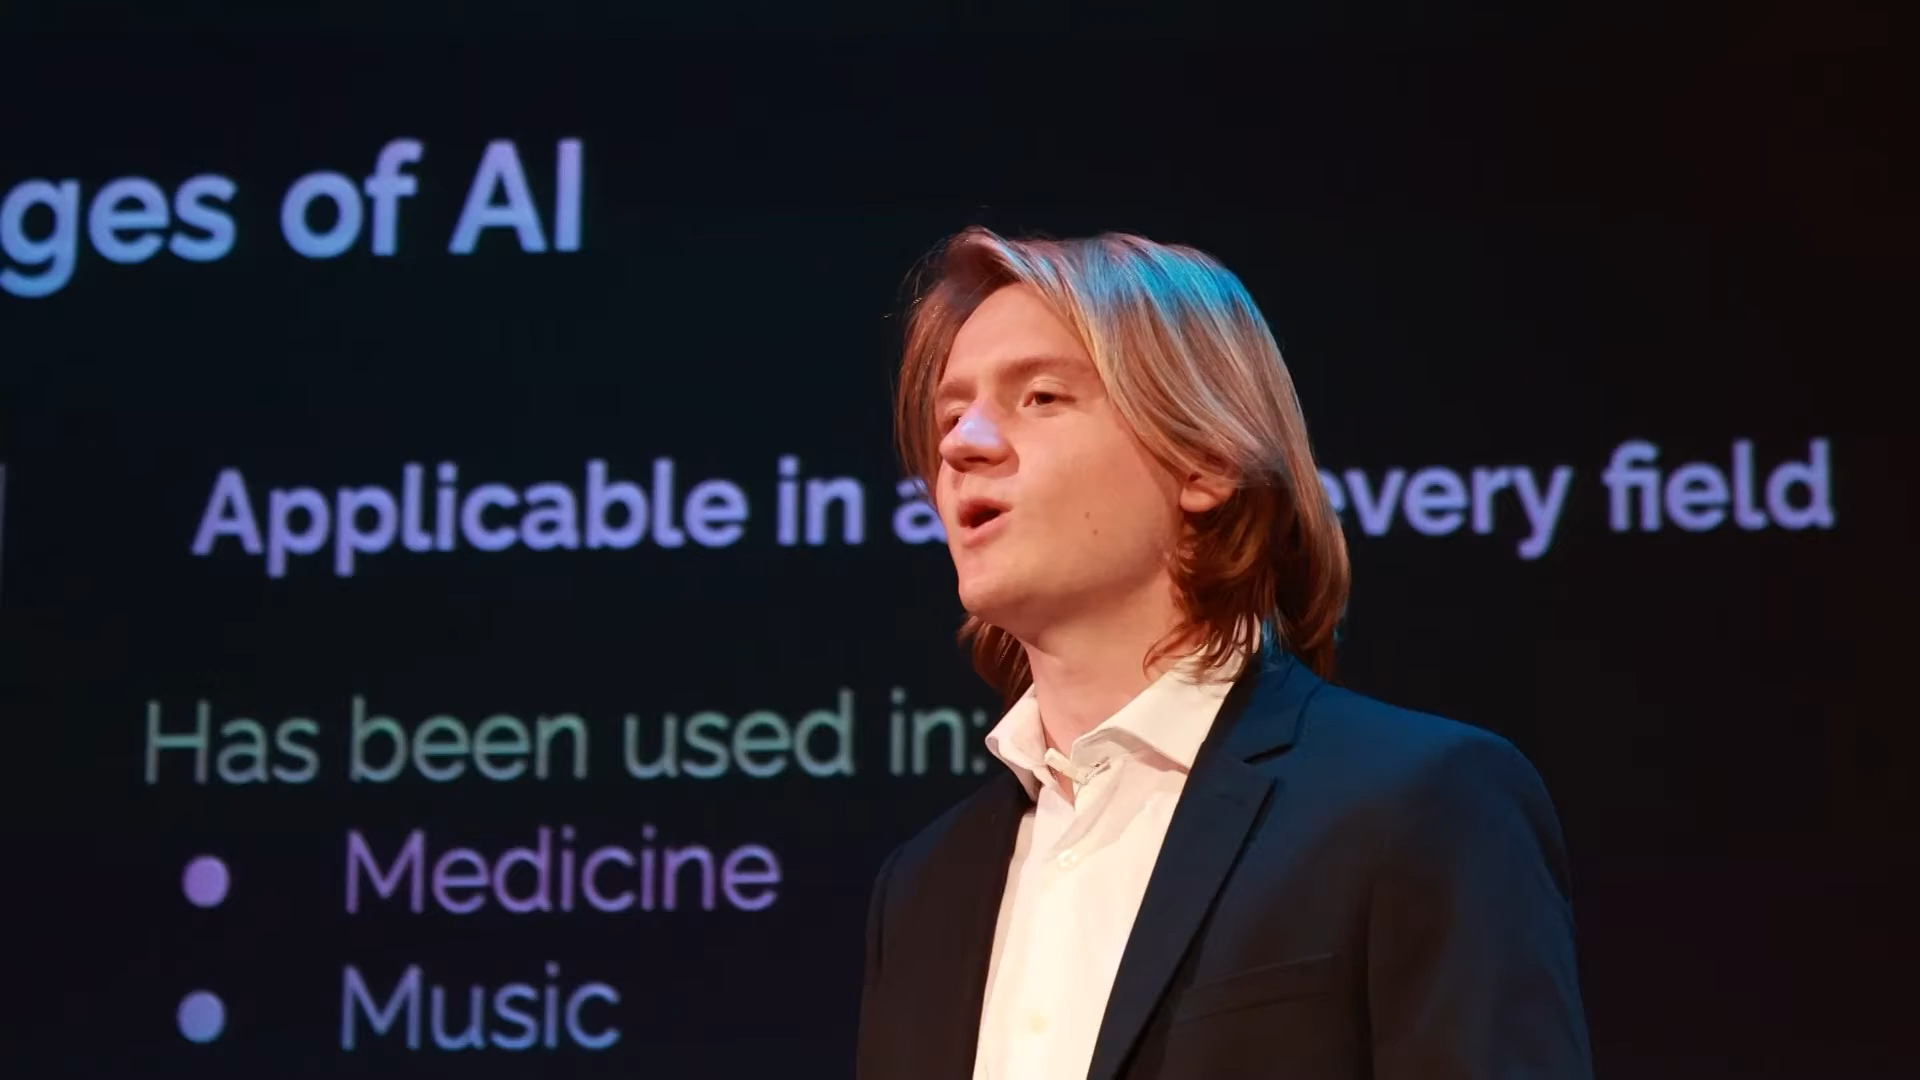 ges of AI
Applicable in a every field
Has been used in:
Medicine
Music